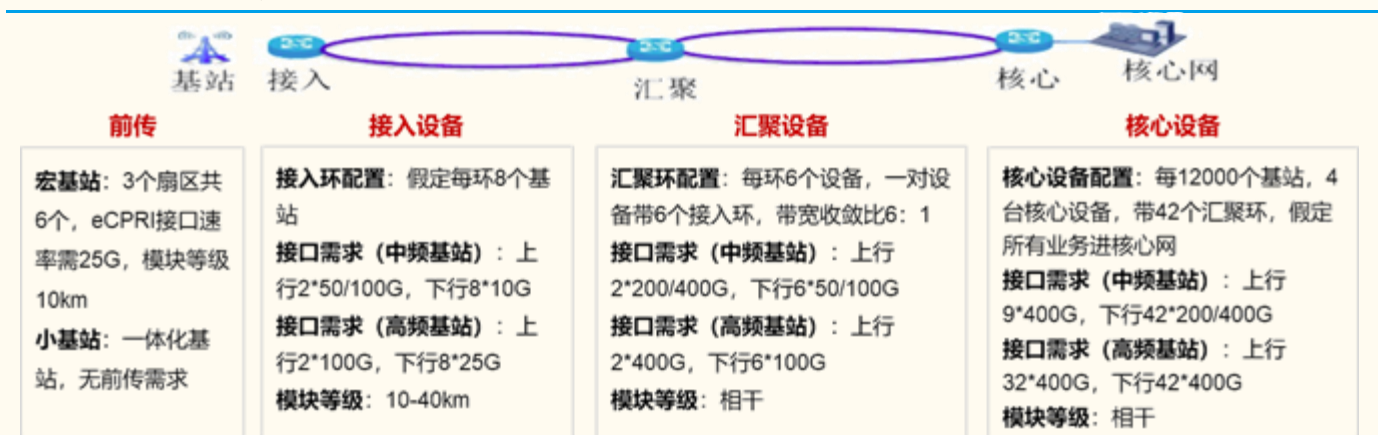 基站
接入
汇聚
核心
核心网
前传
宏基站：3个扇区共
6个，eCPRI接口速
率需25G，模块等级
10km
小基站：一体化基
站，无前传需求
接入设备
接入环配置：假定每环8个基
站
接口需求（中频基站）：上
行2*50/100G，下行8*10G
接口需求（高频基站）：上
行2*100G，下行8*25G
模块等级：10-40km
汇聚设备
汇聚环配置：每环6个设备，一对设
备带6个接入环，带宽收敛比6：1
接口需求（中频基站）：上行
2*200/400G，下行6*50/100G
接口需求（高频基站）：上行
2*400G，下行6*100G
模块等级：相干
核心设备
核心设备配置：每12000个基站，4
台核心设备，带42个汇聚环，假定
所有业务进核心网
接口需求（中频基站）：上行
9*400G，下行42*200/400G
接口需求（高频基站）：上行
32*400G，下行42*400G
模块等级：相干